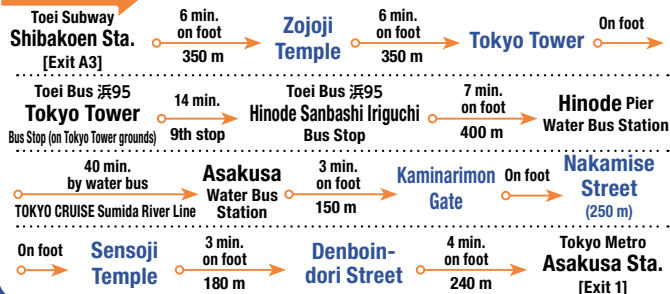 Toei Subway
Shibakoen Sta.
[Exit A3]
6 min.
on foot
350 m
Zojoji
Temple
6 min.
on foot
350 m
Tokyo Tower
On foot
Toei Bus 浜95
Tokyo Tower
Bus Stop (on Tokyo Tower grounds)
14 min.
9th stop
Toei Bus 浜95
Hinode Sanbashi Iriguchi
Bus Stop
7 min.
on foot
400 m
Hinode Pier
Water Bus Station
40 min.
by water bus
TOKYO CRUISE Sumida River Line
Asakusa
Water Bus
Station
3 min.
on foot
150 m
Kaminarimon
Gate
On foot
Nakamise
Street
(250 m)
On foot
Sensoji
Temple
3 min.
on foot
180 m
Denboin-
dori Street
4 min.
on foot
240 m
Tokyo Metro
Asakusa Sta.
[Exit 1]